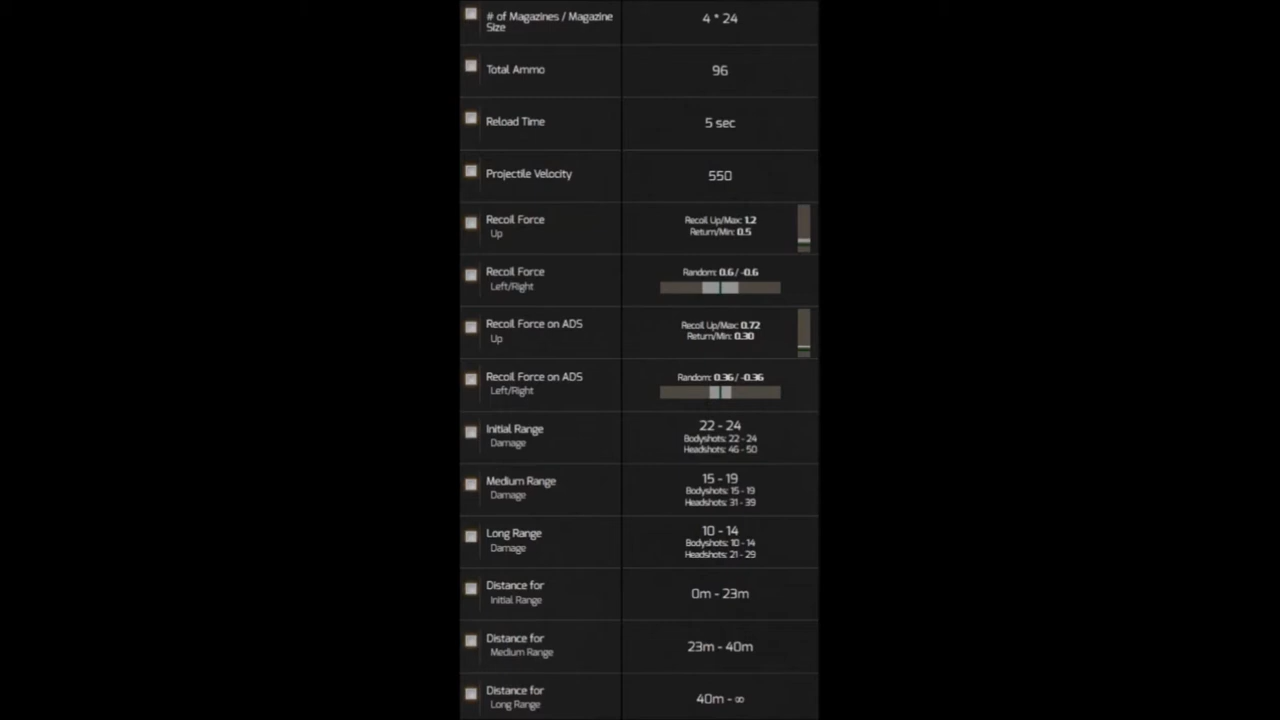 # of Magazines / Magazine
Size
4 * 24
Total Ammo
96
Reload Time
5 sec
Projectile Velocity
550
Recoil Force
Up
Recoil Up/Max: 1.2
Return/Min: 0.5
Recoil Force
Left/Right
Random: 0.6 / -0.6
Recoil Force on ADS
Up
Recoil Up/Max: 0.72
Return/Min: 0.30
Recoil Force on ADS
Left/Right
Random: 0.36 / -0.36
Initial Range
Damage
22 - 24
Bodyshots: 22 - 24
Headshots: 46 - 50
Medium Range
Damage
15 - 19
Bodyshots: 15 - 19
Headshots: 31 - 39
Long Range
Damage
10 - 14
Bodyshots: 10 - 14
Headshots: 21 - 29
Distance for
Initial Range
0m - 23m
Distance for
Medium Range
23m - 40m
Distance for
Long Range
40m - ∞